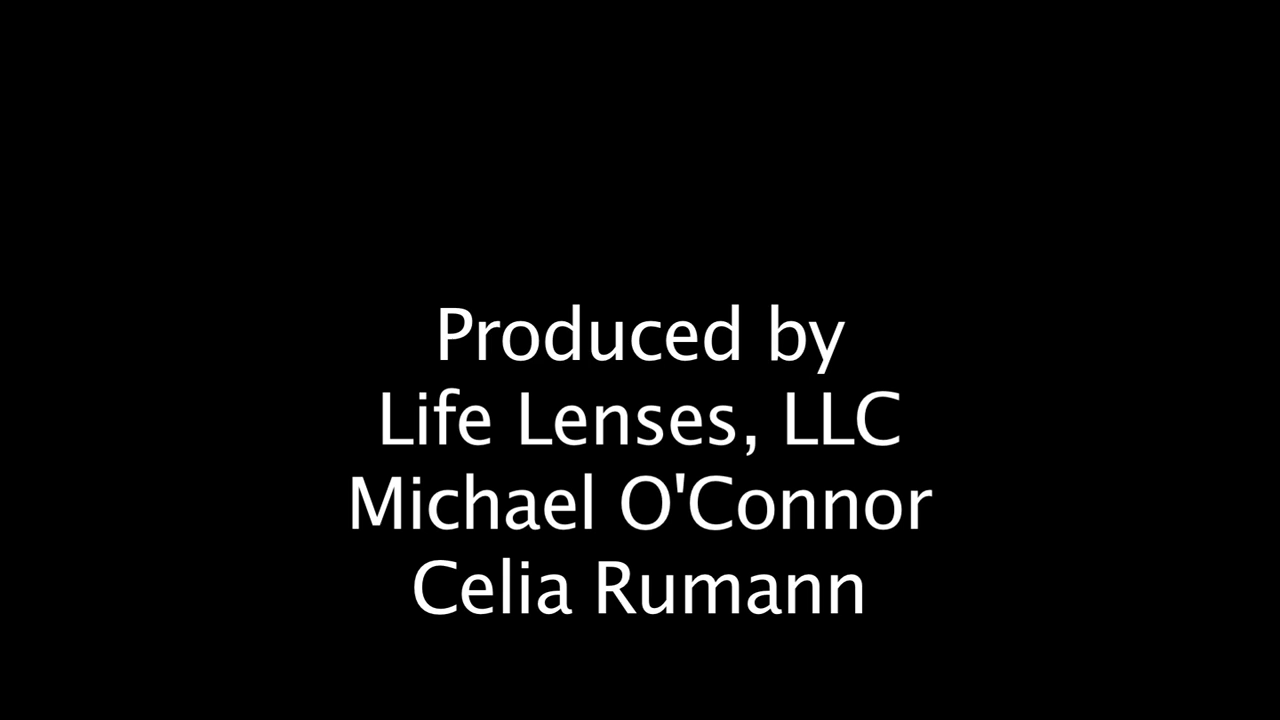 Produced by
Life Lenses, LLC
Michael O'Connor
Celia Rumann